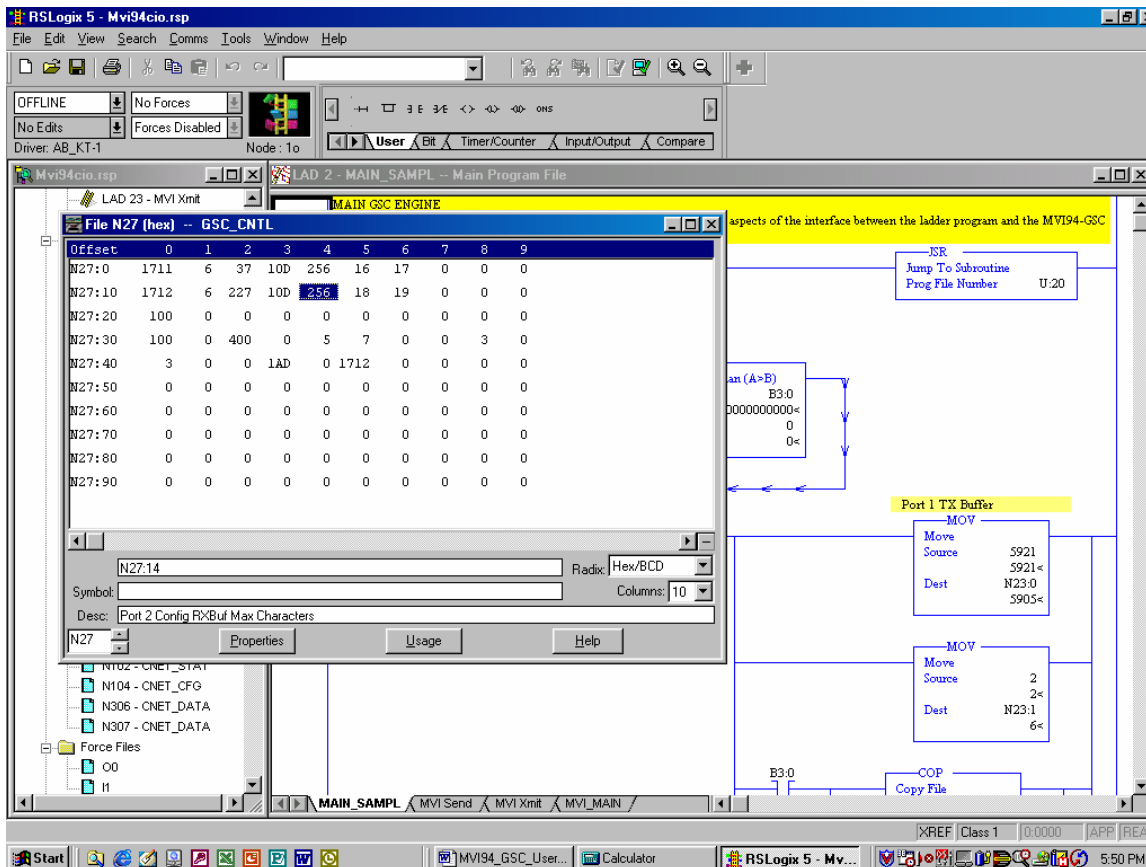 RSLogix 5 - Mvi94cio.rsp
File Edit View Search Comms Tools Window Help
OFFLINE No Forces
No Edits Forces Disabled
Driver: AB_KT-1 Node : 1o
User Bit Timer/Counter Input/Output Compare
Mvi94cio.rsp
LAD 23 - MVI Xmit
LAD 2 - MAIN_SAMPL -- Main Program File
MAIN GSC ENGINE
aspects of the interface between the ladder program and the MVI94-GSC
File N27 (hex) -- GSC_CNTL
Offset 0 1 2 3 4 5 6 7 8 9
N27:0 1711 6 37 10D 256 16 17 0 0 0
N27:10 1712 6 227 10D 256 18 19 0 0 0
N27:20 100 0 0 0 0 0 0 0 0 0
N27:30 100 0 400 0 5 7 0 0 3 0
N27:40 3 0 0 1AD 0 1712 0 0 0 0
N27:50 0 0 0 0 0 0 0 0 0 0
N27:60 0 0 0 0 0 0 0 0 0 0
N27:70 0 0 0 0 0 0 0 0 0 0
N27:80 0 0 0 0 0 0 0 0 0 0
N27:90 0 0 0 0 0 0 0 0 0 0
N27:14 Radix: Hex/BCD
Symbol: Columns: 10
Desc: Port 2 Config RXBuf Max Characters
N27 Properties Usage Help
JSR
Jump To Subroutine
Prog File Number U:20
an (A>B)
B3:0
0000000000<
0
0<
Port 1 TX Buffer
MOV
Move
Source 5921
5921<
Dest N23:0
5905<
MOV
Move
Source 2
2<
Dest N23:1
6<
B3:0
COP
Copy File
N102 - CNET_STAT
N104 - CNET_CFG
N306 - CNET_DATA
N307 - CNET_DATA
Force Files
O0
I1
MAIN_SAMPL MVI Send MVI Xmit MVI_MAIN
XREF Class 1 0:0000 APP REA
Start MVI94_GSC_User... Calculator RSLogix 5 - Mv... 5:50 PM